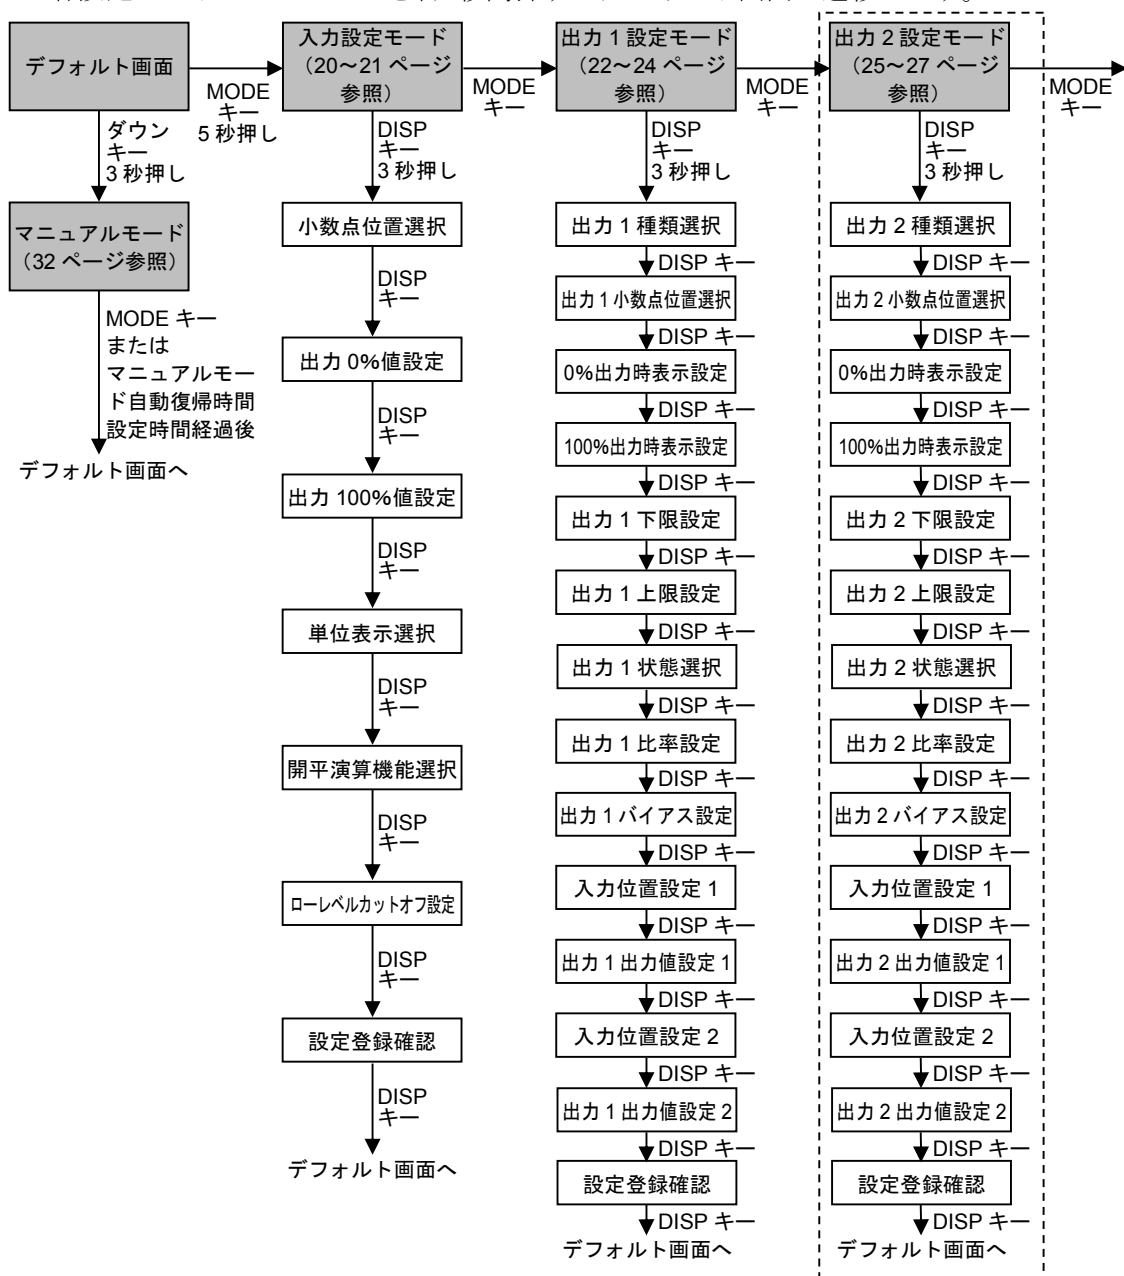 デフォルト画面
MODE
キー
5 秒押し
ダウン
キー
3 秒押し
マニュアルモード
（32 ページ参照）
MODE キー
または
マニュアルモー
ド自動復帰時間
設定時間経過後
デフォルト画面へ
入力設定モード
（20～21 ページ
参照）
MODE
キー
DISP
キー
3 秒押し
小数点位置選択
DISP
キー
出力 0%値設定
DISP
キー
出力 100%値設定
DISP
キー
単位表示選択
DISP
キー
開平演算機能選択
DISP
キー
ローレベルカットオフ設定
DISP
キー
設定登録確認
DISP
キー
デフォルト画面へ
出力 1 設定モード
（22～24 ページ
参照）
MODE
キー
DISP
キー
3 秒押し
出力 1 種類選択
DISP キー
出力 1 小数点位置選択
DISP キー
0%出力時表示設定
DISP キー
100%出力時表示設定
DISP キー
出力 1 下限設定
DISP キー
出力 1 上限設定
DISP キー
出力 1 状態選択
DISP キー
出力 1 比率設定
DISP キー
出力 1 バイアス設定
DISP キー
入力位置設定 1
DISP キー
出力 1 出力値設定 1
DISP キー
入力位置設定 2
DISP キー
出力 1 出力値設定 2
DISP キー
設定登録確認
DISP キー
デフォルト画面へ
出力 2 設定モード
（25～27 ページ
参照）
MODE
キー
DISP
キー
3 秒押し
出力 2 種類選択
DISP キー
出力 2 小数点位置選択
DISP キー
0%出力時表示設定
DISP キー
100%出力時表示設定
DISP キー
出力 2 下限設定
DISP キー
出力 2 上限設定
DISP キー
出力 2 状態選択
DISP キー
出力 2 比率設定
DISP キー
出力 2 バイアス設定
DISP キー
入力位置設定 1
DISP キー
出力 2 出力値設定 1
DISP キー
入力位置設定 2
DISP キー
出力 2 出力値設定 2
DISP キー
設定登録確認
DISP キー
デフォルト画面へ